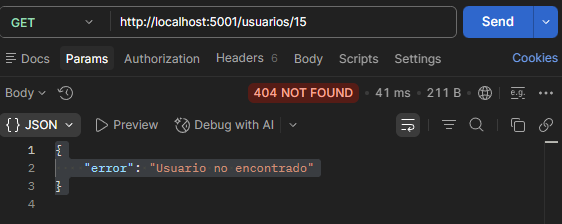 GET http://localhost:5001/usuarios/15 Send
Docs Params Authorization Headers 6 Body Scripts Settings Cookies
Body 404 NOT FOUND • 41 ms • 211 B e.g.
{} JSON Preview Debug with AI
1 {
2 "error": "Usuario no encontrado"
3 }
4